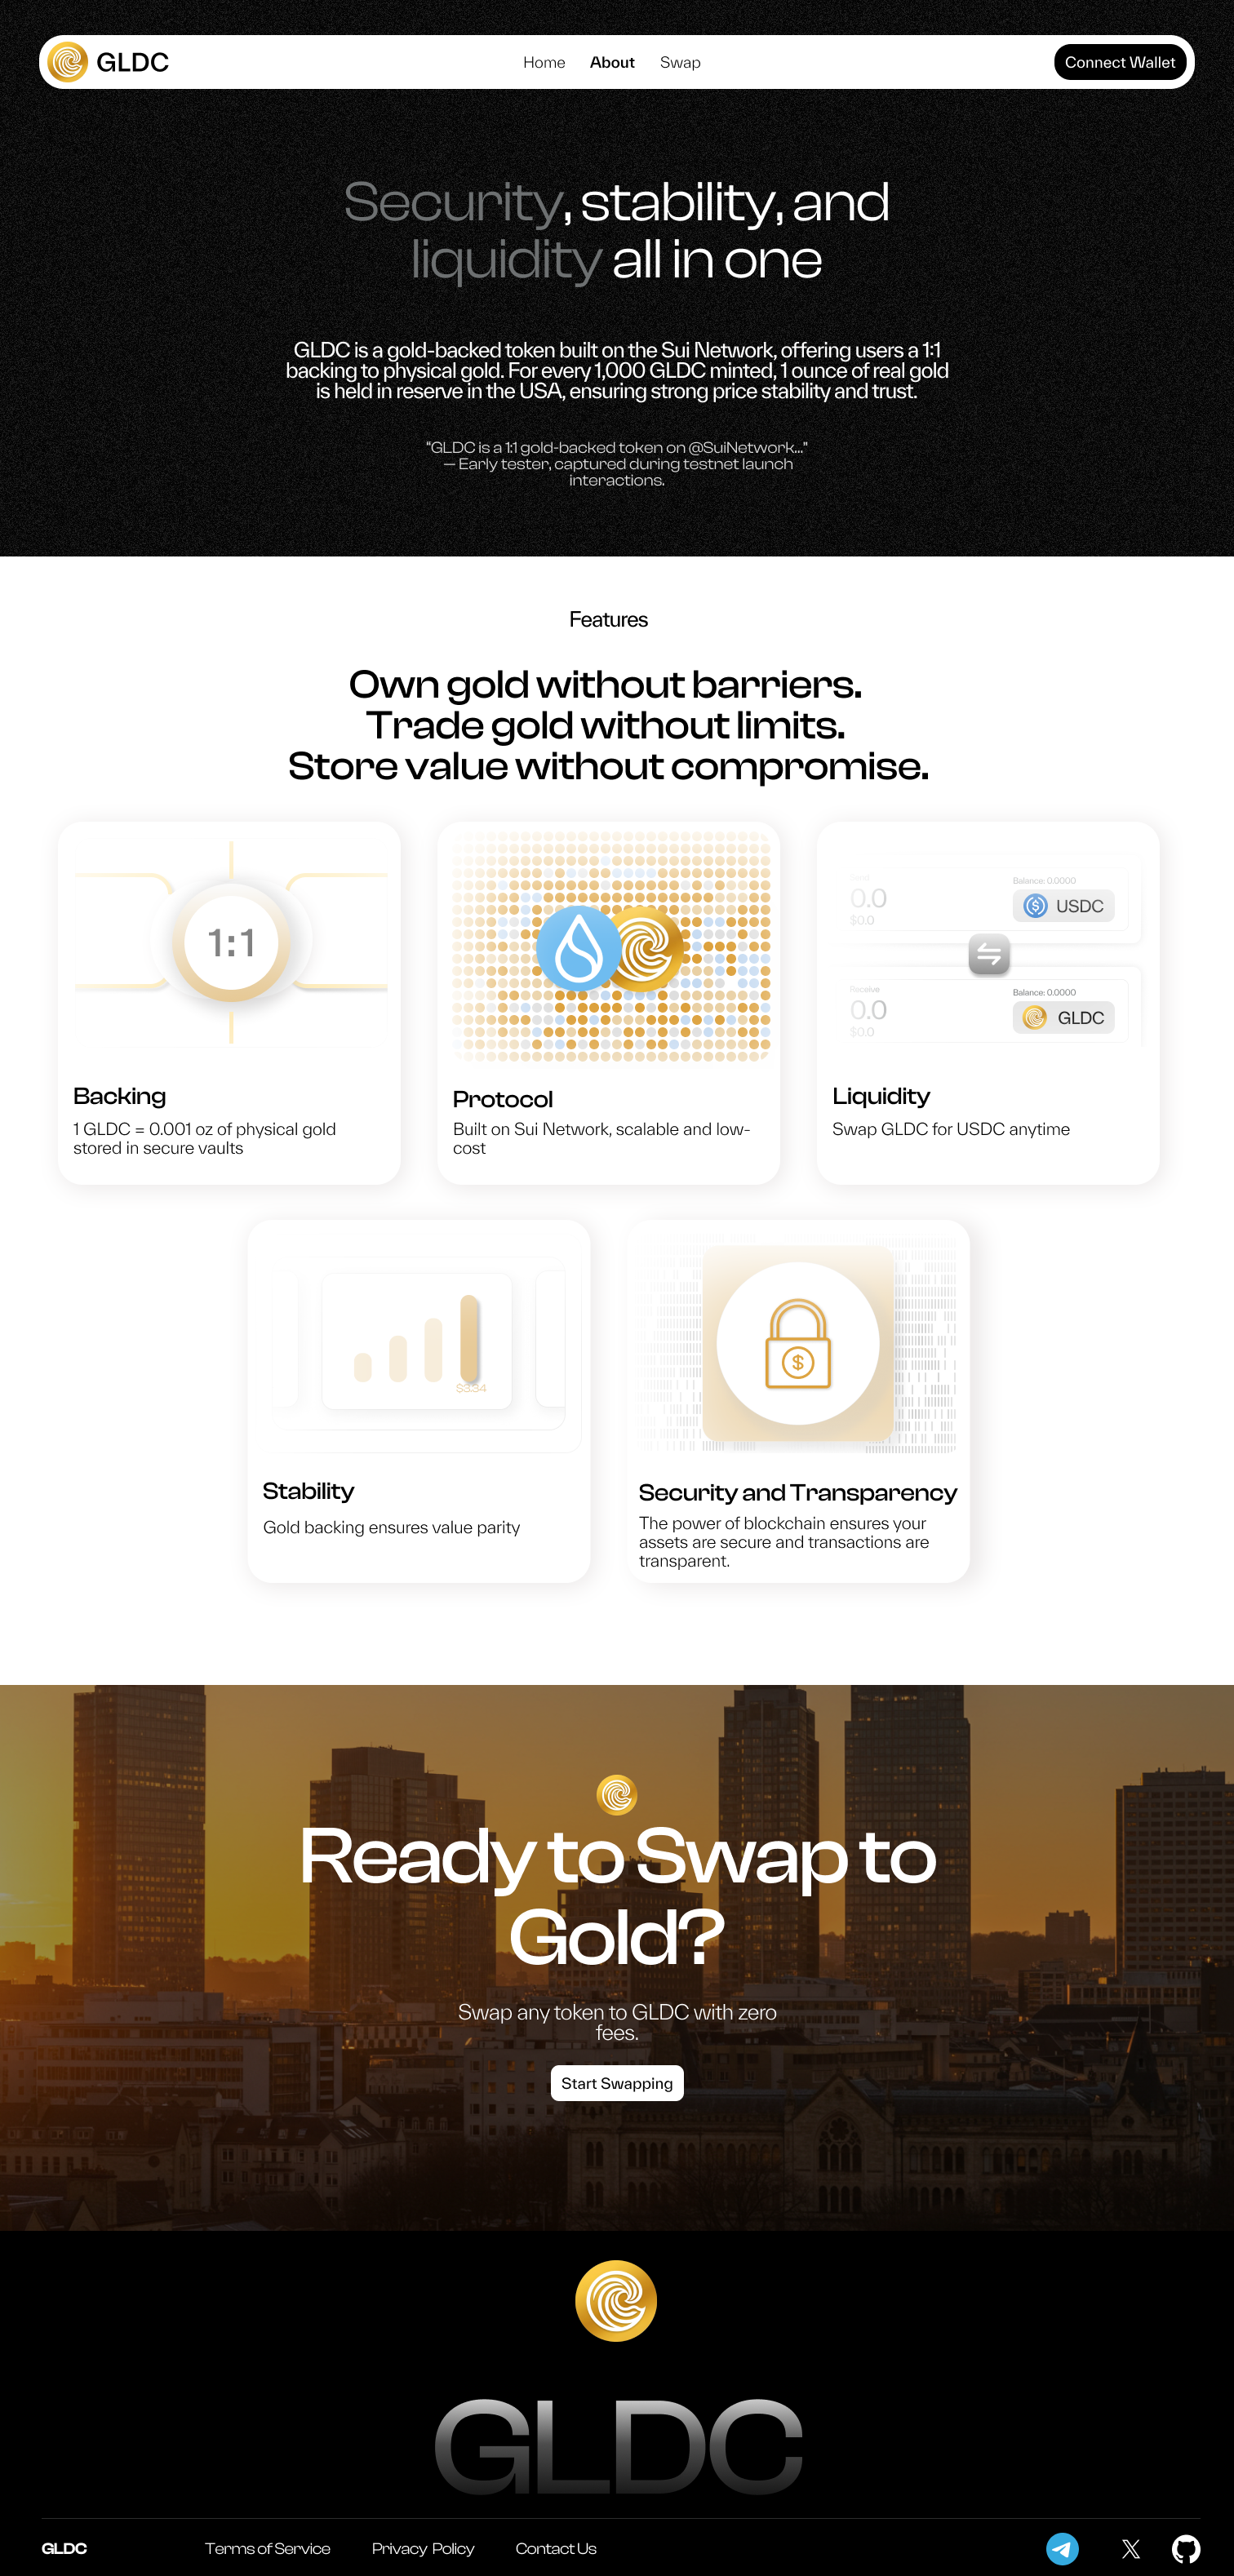 GLDC
Home About Swap
Connect Wallet
Security, stability, and
liquidity all in one
GLDC is a gold-backed token built on the Sui Network, offering users a 1:1
backing to physical gold. For every 1,000 GLDC minted, 1 ounce of real gold
is held in reserve in the USA, ensuring strong price stability and trust.
"GLDC is a 1:1 gold-backed token on @SuiNetwork..."
— Early tester, captured during testnet launch
interactions.
Features
Own gold without barriers.
Trade gold without limits.
Store value without compromise.
1:1
Backing
1 GLDC = 0.001 oz of physical gold
stored in secure vaults
Protocol
Built on Sui Network, scalable and low-
cost
0.0
$0.0
Balance: 0.0000
USDC
Receive
0.0
$0.0
Balance: 0.0000
GLDC
Liquidity
Swap GLDC for USDC anytime
$3.34
Stability
Gold backing ensures value parity
$
Security and Transparency
The power of blockchain ensures your
assets are secure and transactions are
transparent.
Ready to Swap to
Gold?
Swap any token to GLDC with zero
fees.
Start Swapping
GLDC
GLDC
Terms of Service
Privacy Policy
Contact Us